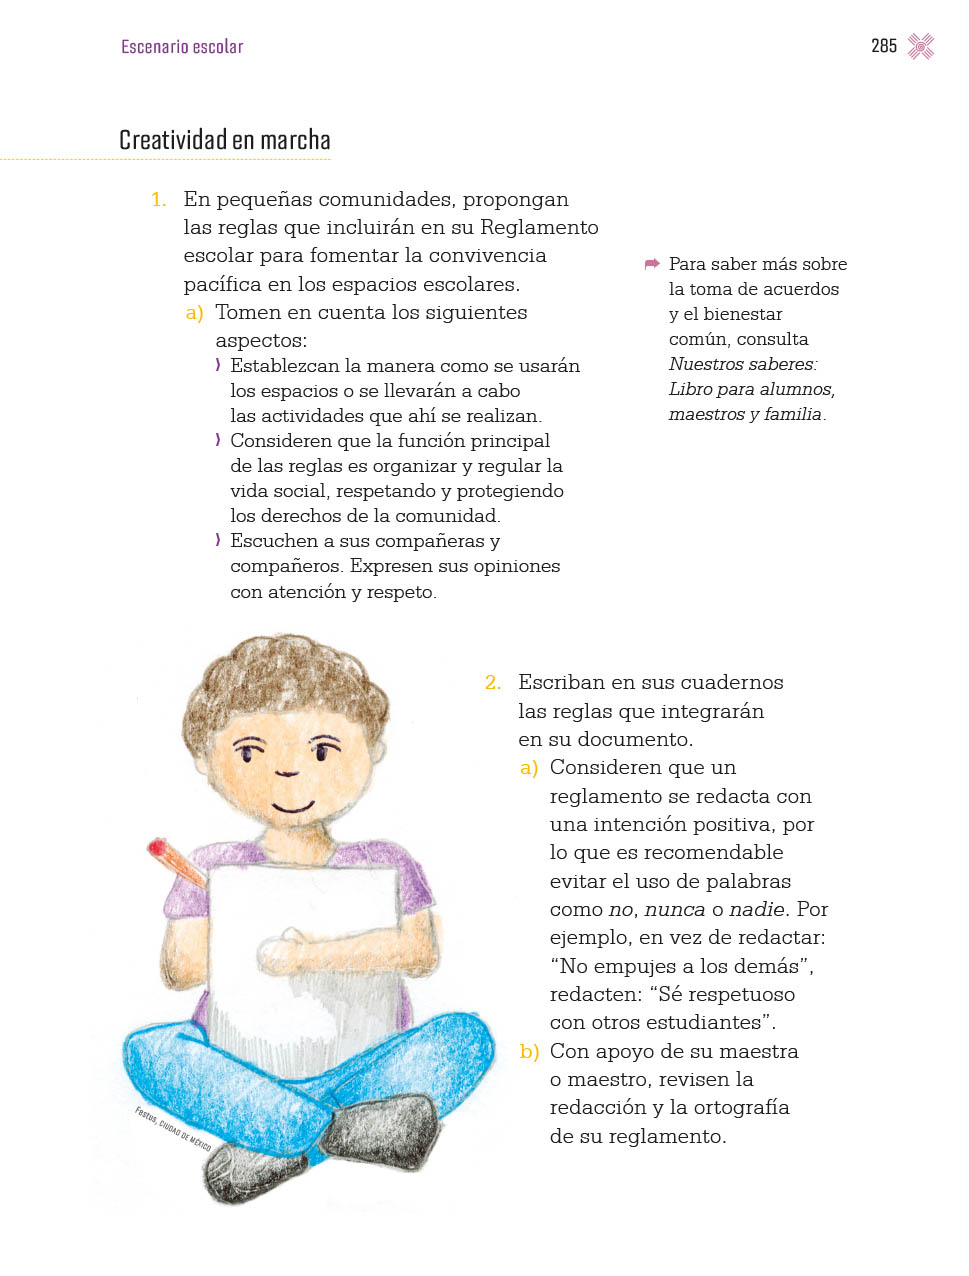 Escenario escolar
285
Creatividad en marcha
1. En pequeñas comunidades, propongan
las reglas que incluirán en su Reglamento
escolar para fomentar la convivencia
pacífica en los espacios escolares.
a) Tomen en cuenta los siguientes
aspectos:
Establezcan la manera como se usarán
los espacios o se llevarán a cabo
las actividades que ahí se realizan.
Consideren que la función principal
de las reglas es organizar y regular la
vida social, respetando y protegiendo
los derechos de la comunidad.
Escuchen a sus compañeras y
compañeros. Expresen sus opiniones
con atención y respeto.
Para saber más sobre
la toma de acuerdos
y el bienestar
común, consulta
Nuestros saberes:
Libro para alumnos,
maestros y familia.
2. Escriban en sus cuadernos
las reglas que integrarán
en su documento.
a) Consideren que un
reglamento se redacta con
una intención positiva, por
lo que es recomendable
evitar el uso de palabras
como no, nunca o nadie. Por
ejemplo, en vez de redactar:
“No empujes a los demás”,
redacten: “Sé respetuoso
con otros estudiantes”.
b) Con apoyo de su maestra
o maestro, revisen la
redacción y la ortografía
de su reglamento.
Festus, CIUDAD DE MÉXICO